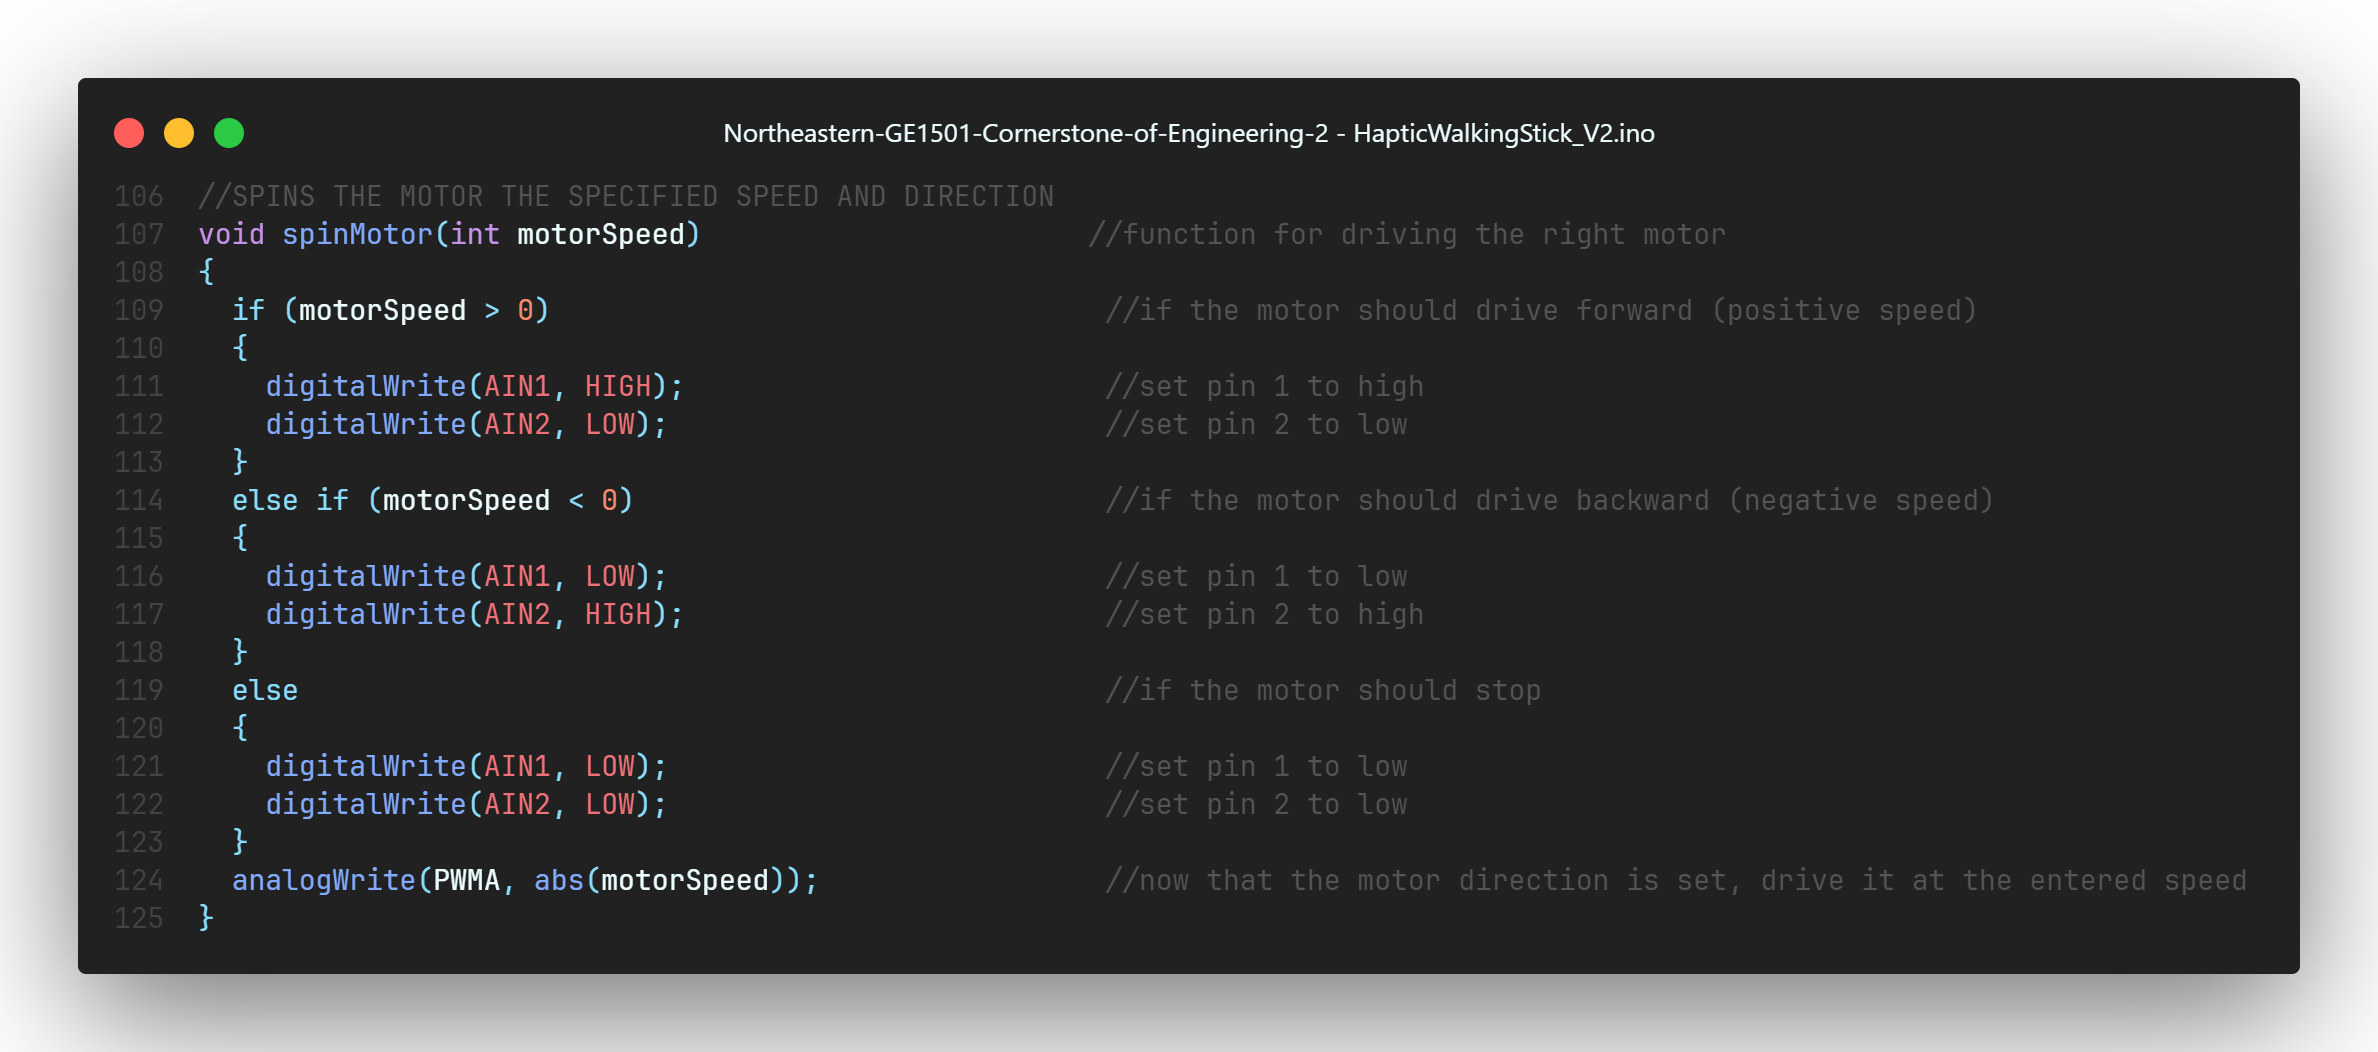 Northeastern-GE1501-Cornerstone-of-Engineering-2 - HapticWalkingStick_V2.ino
106 //SPINS THE MOTOR THE SPECIFIED SPEED AND DIRECTION
107 void spinMotor(int motorSpeed) //function for driving the right motor
108 {
109 if (motorSpeed > 0) //if the motor should drive forward (positive speed)
110 {
111 digitalWrite(AIN1, HIGH); //set pin 1 to high
112 digitalWrite(AIN2, LOW); //set pin 2 to low
113 }
114 else if (motorSpeed < 0) //if the motor should drive backward (negative speed)
115 {
116 digitalWrite(AIN1, LOW); //set pin 1 to low
117 digitalWrite(AIN2, HIGH); //set pin 2 to high
118 }
119 else //if the motor should stop
120 {
121 digitalWrite(AIN1, LOW); //set pin 1 to low
122 digitalWrite(AIN2, LOW); //set pin 2 to low
123 }
124 analogWrite(PWMA, abs(motorSpeed)); //now that the motor direction is set, drive it at the entered speed
125 }